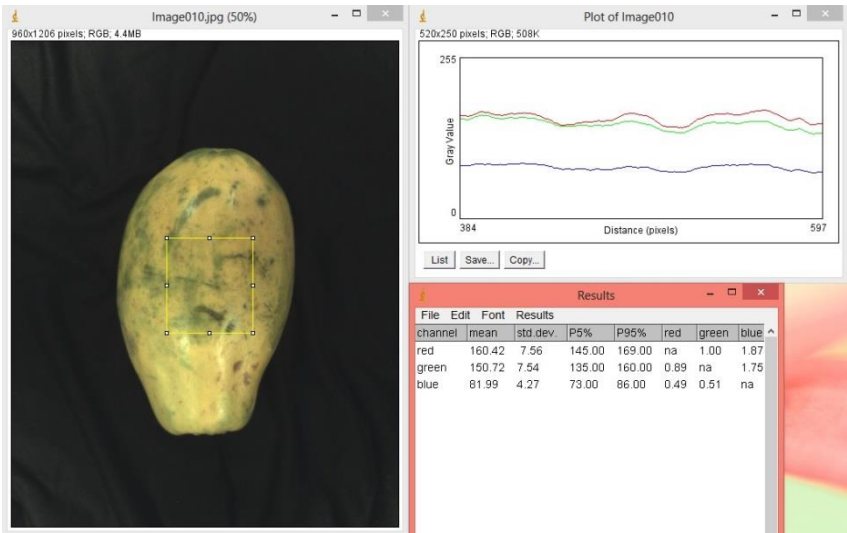 Image010.jpg (50%)
960x1206 pixels; RGB; 4.4MB
Plot of Image010
520x250 pixels; RGB; 508K
255
Gray Value
0
384
Distance (pixels)
597
List Save... Copy...
Results
File Edit Font Results
channel mean std.dev. P5% P95% red green blue
red 160.42 7.56 145.00 169.00 na 1.00 1.87
green 150.72 7.54 135.00 160.00 0.89 na 1.75
blue 81.99 4.27 73.00 86.00 0.49 0.51 na